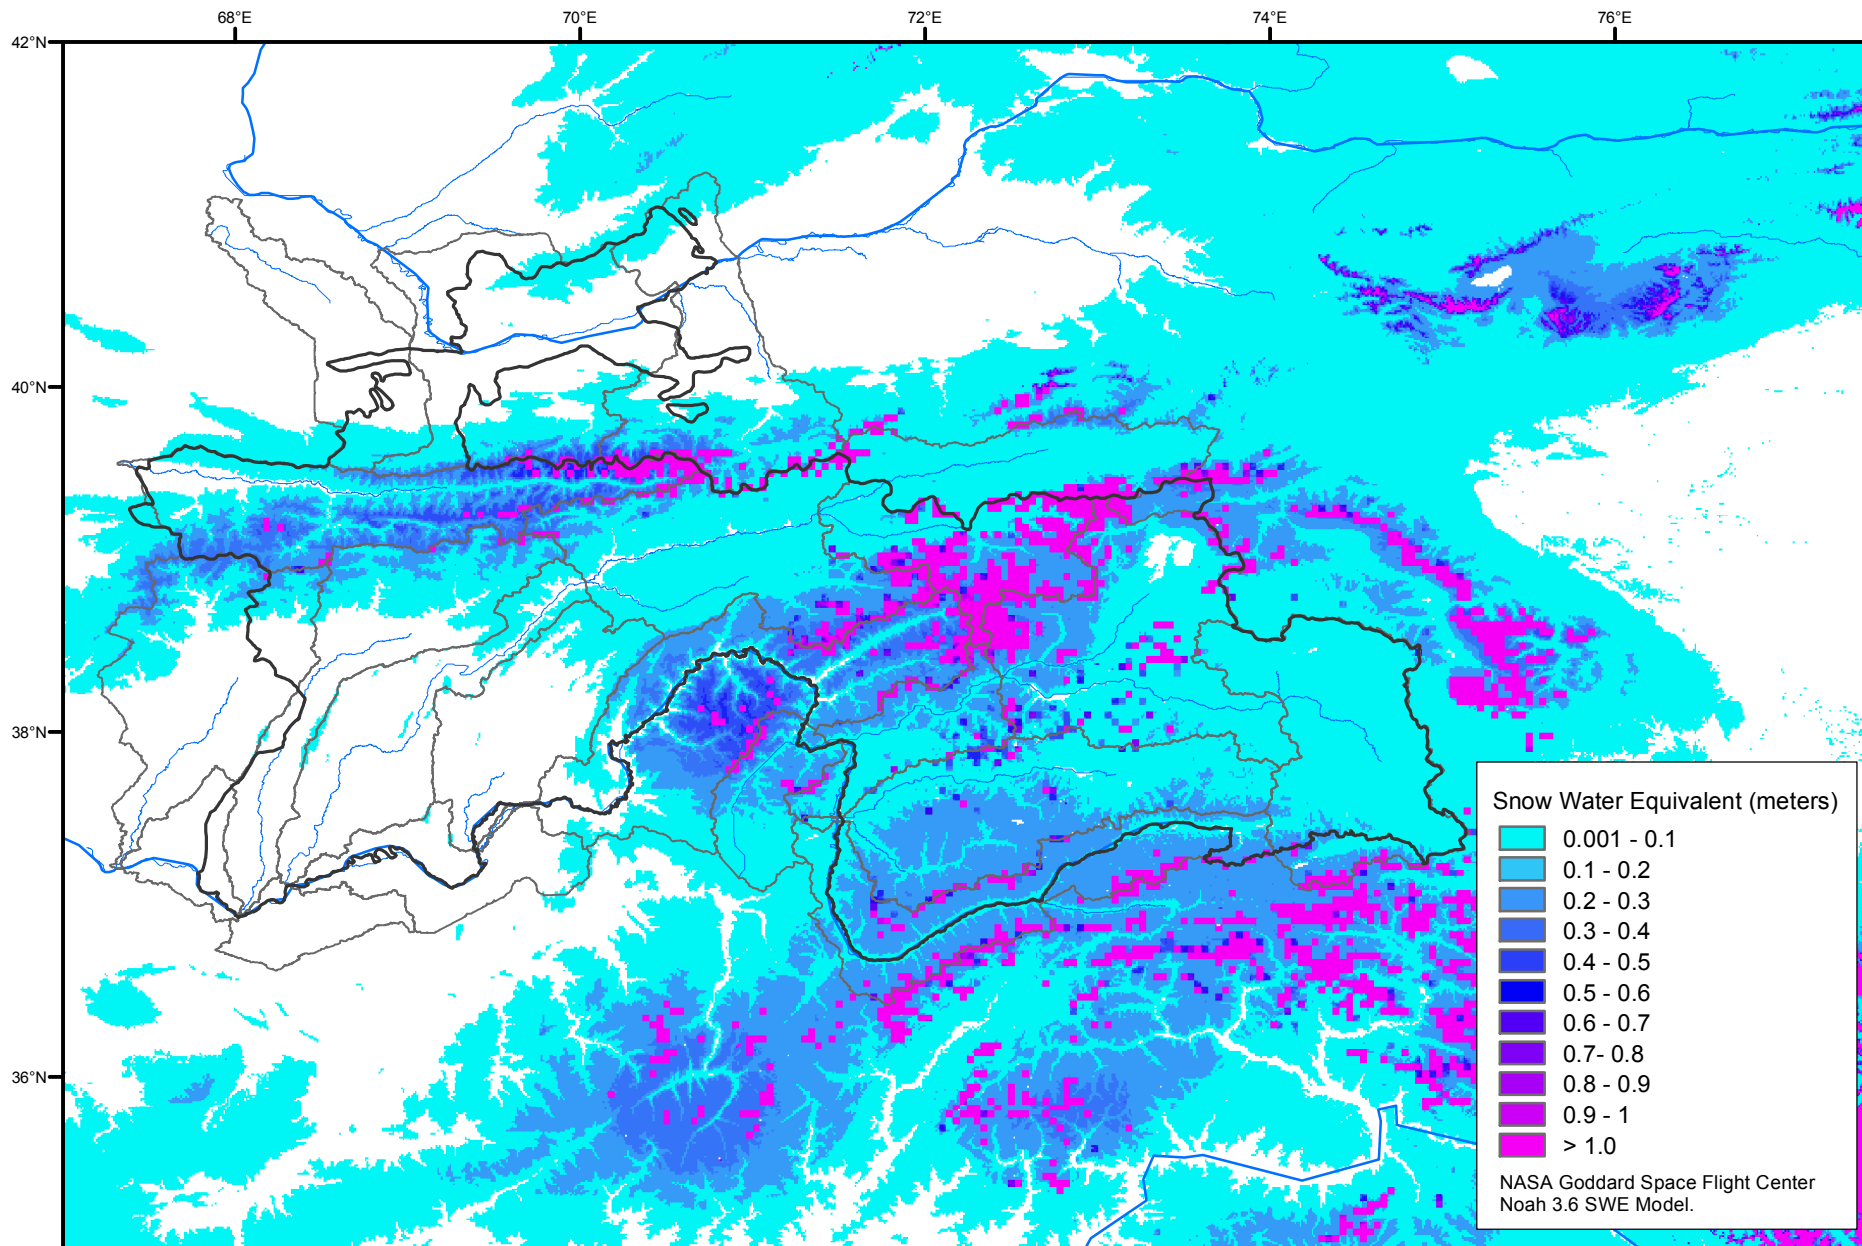 68°E 70°E 72°E 74°E 76°E
42°N
40°N
38°N
36°N
Snow Water Equivalent (meters)
0.001 - 0.1
0.1 - 0.2
0.2 - 0.3
0.3 - 0.4
0.4 - 0.5
0.5 - 0.6
0.6 - 0.7
0.7- 0.8
0.8 - 0.9
0.9 - 1
> 1.0
NASA Goddard Space Flight Center
Noah 3.6 SWE Model.